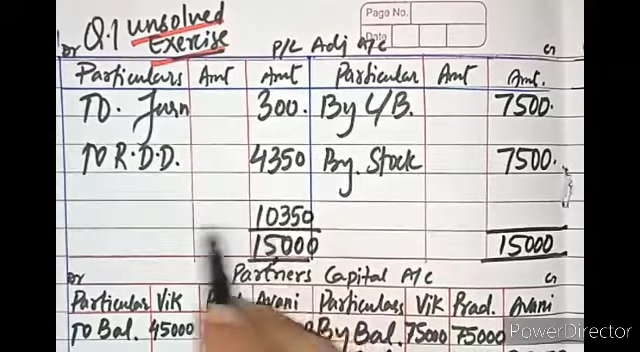 Page No.
Date
Q.1 Unsolved
Exercise
Dr P/L Adj A/c Cr
Particulars Amt Amt Particular Amt Amt.
TO. Furn 300. By L/B. 7500.
TO R.D.D. 4350 By. Stock 7500.
10350
15000 15000
Dr Partners Capital A/C Cr
Particulars Vik Avani Particulars Vik Prad. Avani
TO Bal. 45000 By Bal. 75000 75000
PowerDirector